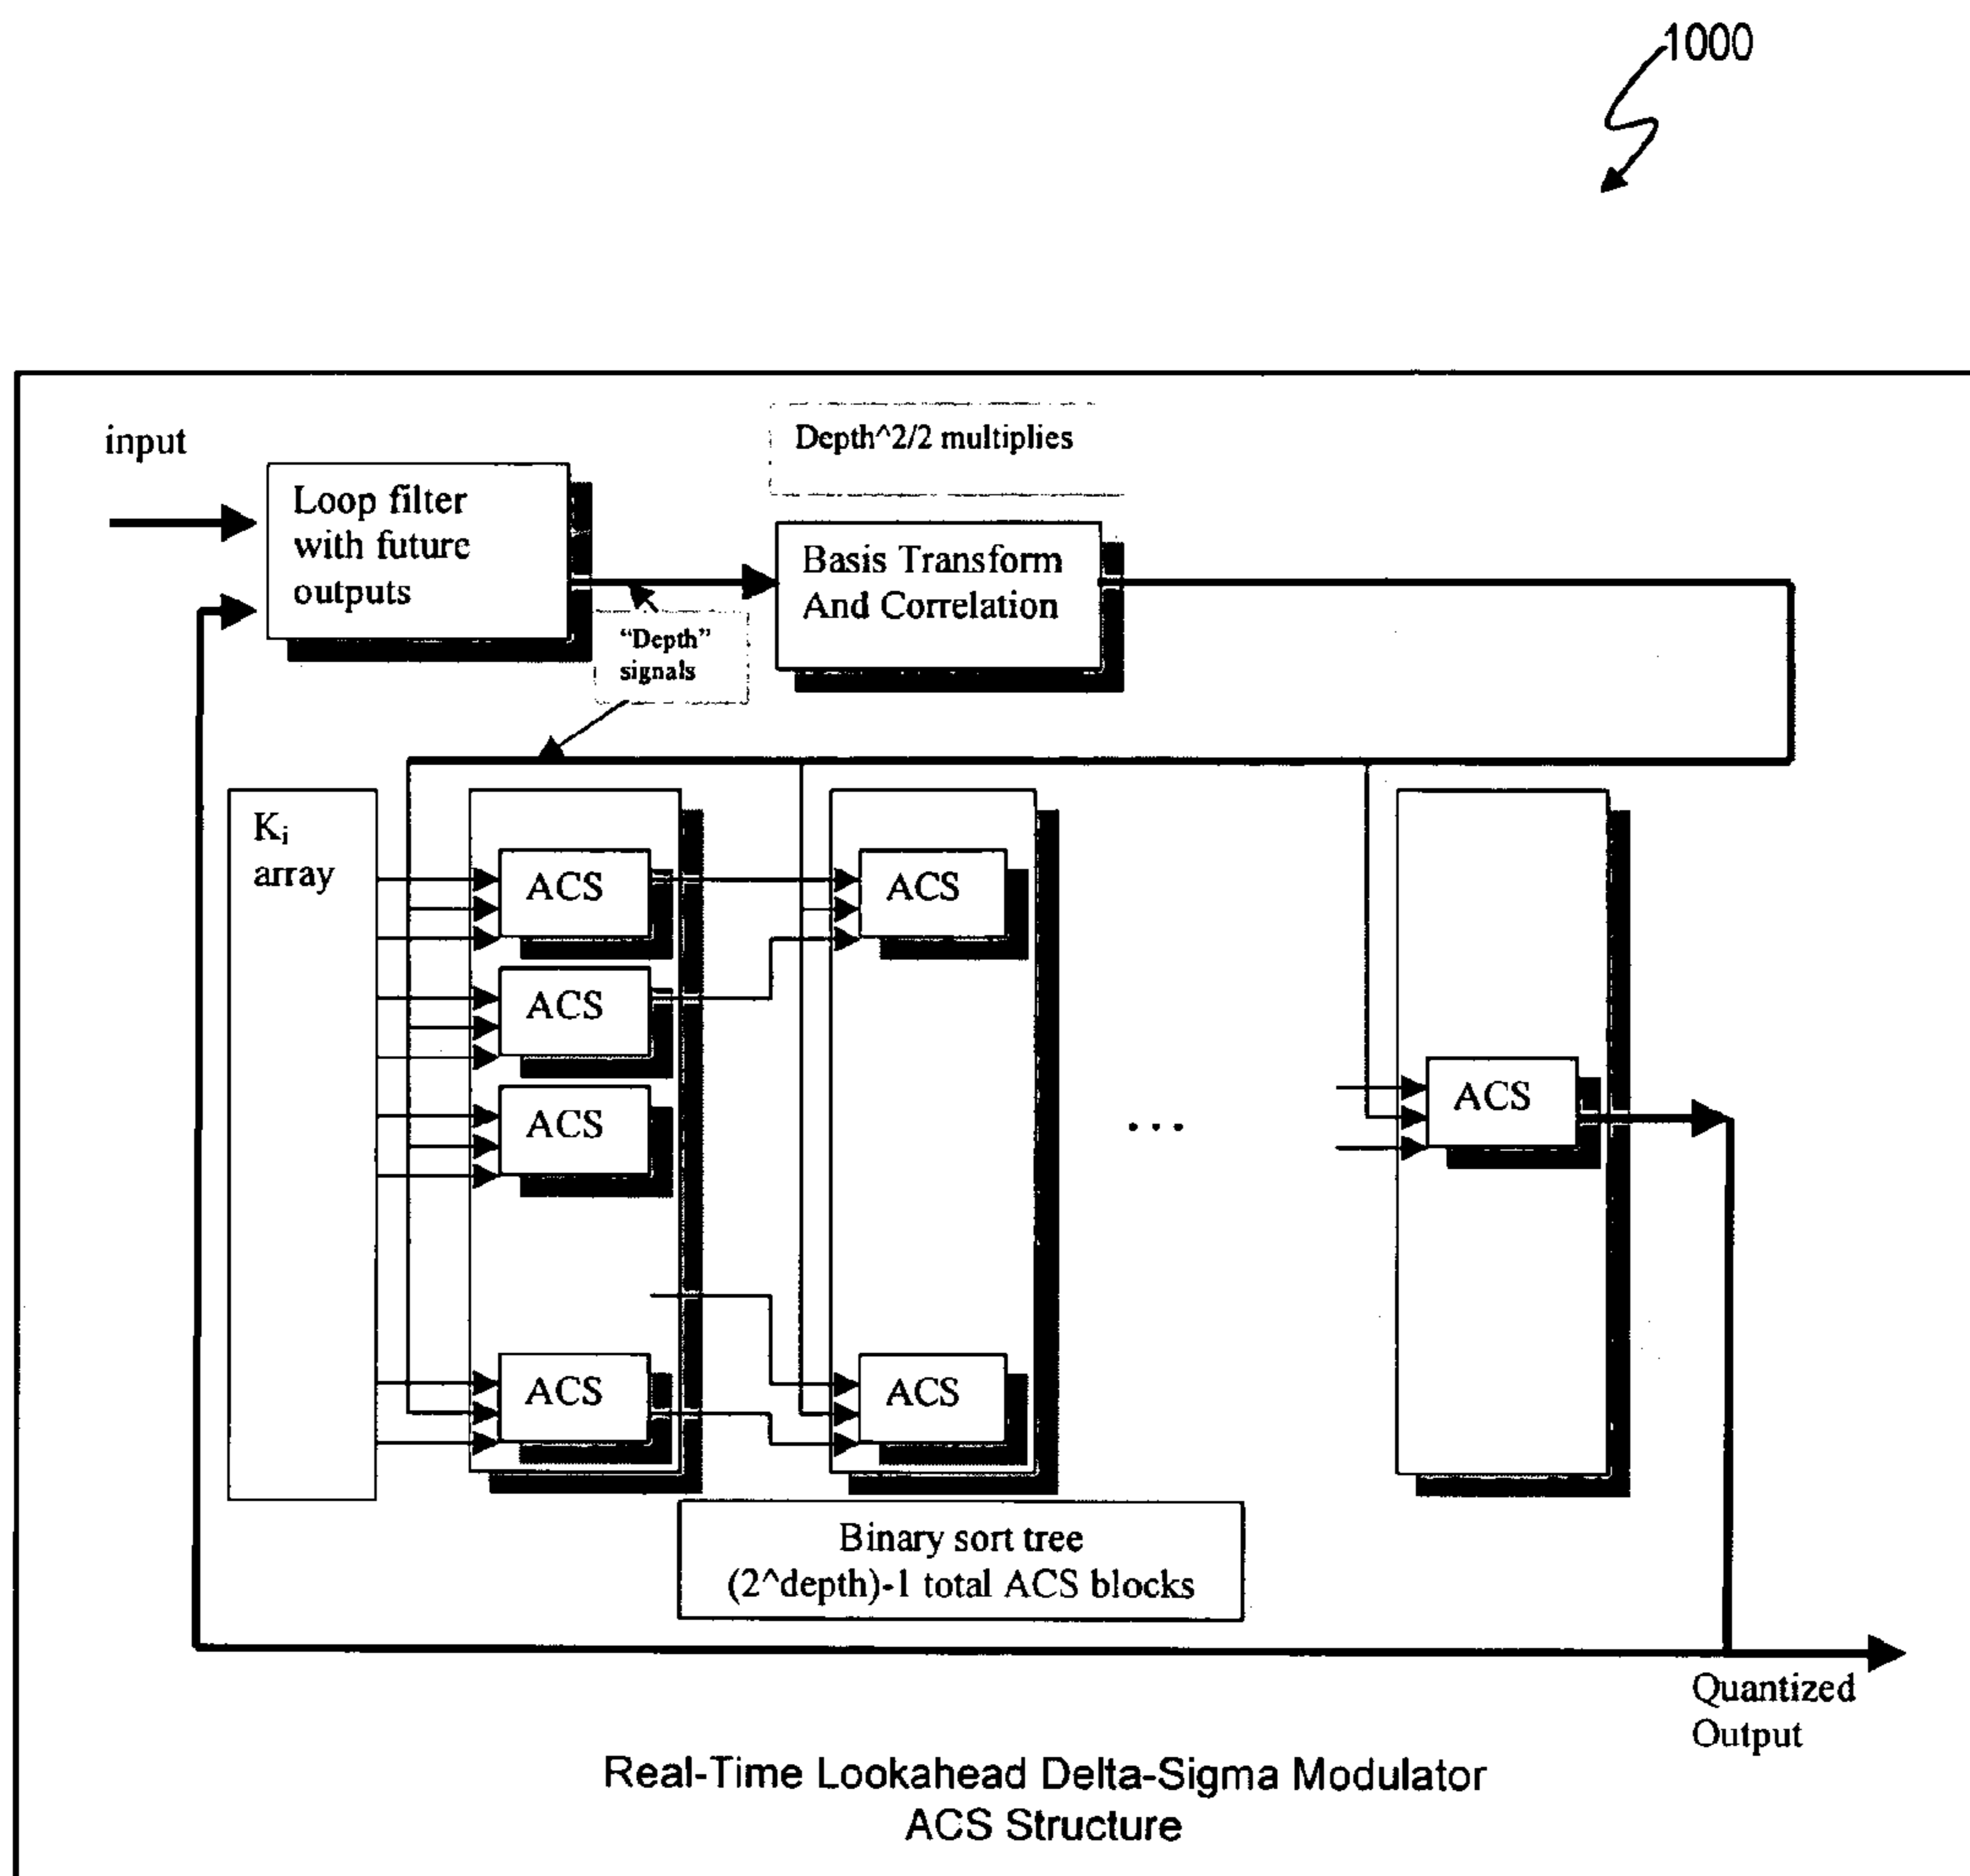 1000
input
Depth^2/2 multiplies
Loop filter
with future
outputs
Basis Transform
And Correlation
“Depth”
signals
Ki
array
ACS
ACS
ACS
ACS
ACS
...
ACS
ACS
ACS
Binary sort tree
(2^depth)-1 total ACS blocks
Quantized
Output
Real-Time Lookahead Delta-Sigma Modulator
ACS Structure